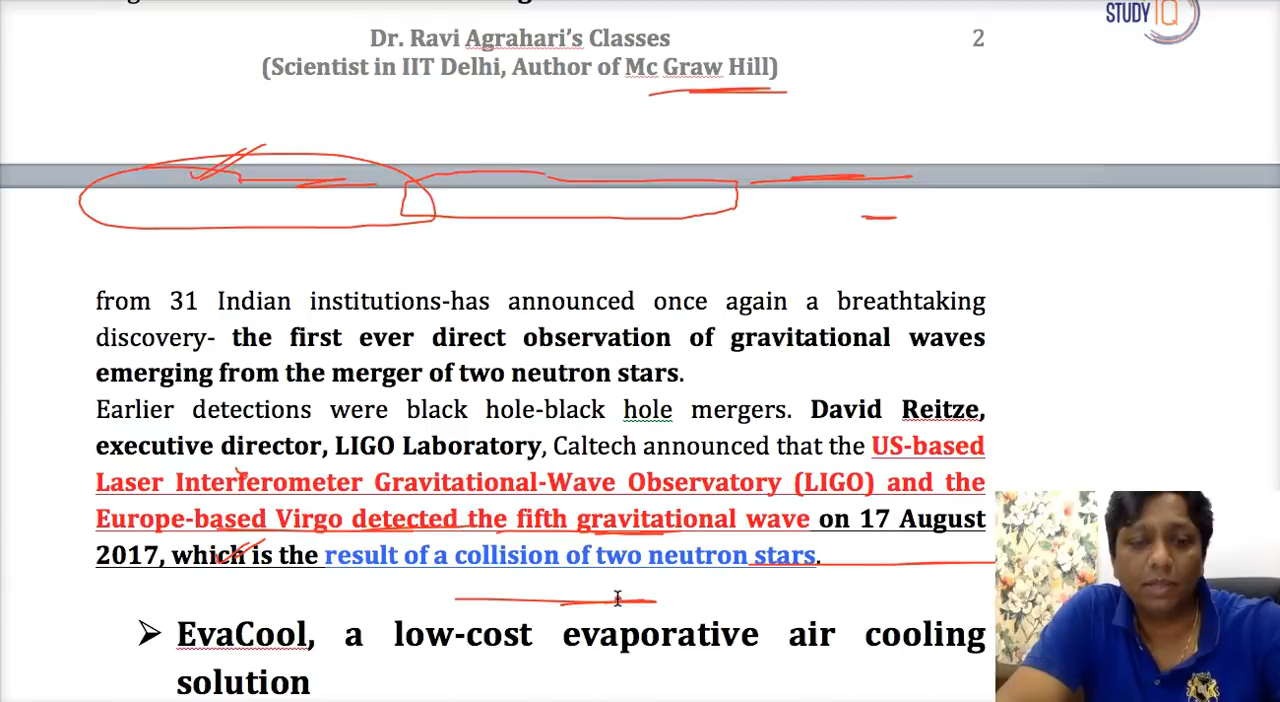 STUDY IQ
Dr. Ravi Agrahari's Classes
2
(Scientist in IIT Delhi, Author of Mc Graw Hill)
from 31 Indian institutions-has announced once again a breathtaking
discovery- the first ever direct observation of gravitational waves
emerging from the merger of two neutron stars.
Earlier detections were black hole-black hole mergers. David Reitze,
executive director, LIGO Laboratory, Caltech announced that the US-based
Laser Interferometer Gravitational-Wave Observatory (LIGO) and the
Europe-based Virgo detected the fifth gravitational wave on 17 August
2017, which is the result of a collision of two neutron stars.
➤ EvaCool, a low-cost evaporative air cooling
solution